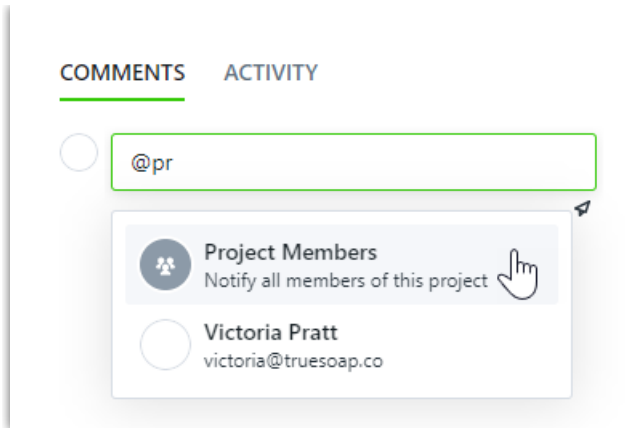 COMMENTS ACTIVITY
@pr
Project Members
Notify all members of this project
Victoria Pratt
victoria@truesoap.co